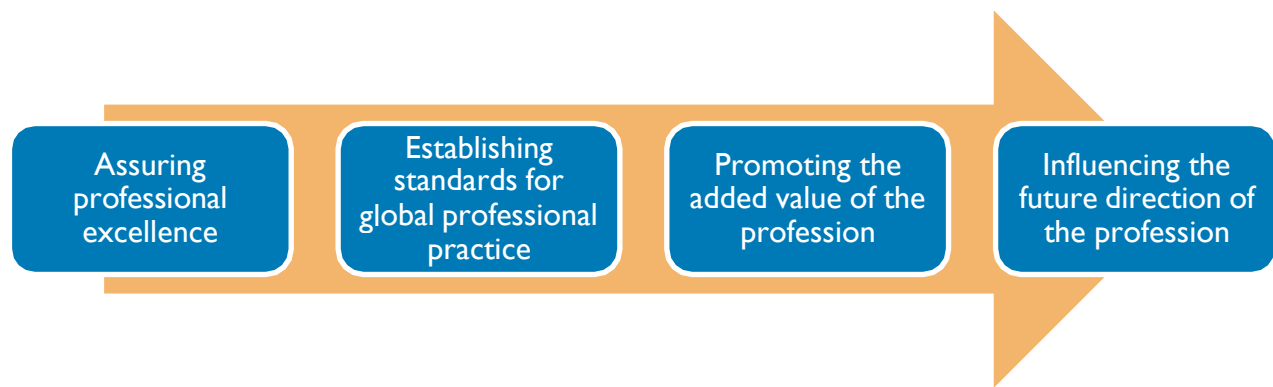 Assuring
professional
excellence
Establishing
standards for
global professional
practice
Promoting the
added value of the
profession
Influencing the
future direction of
the profession